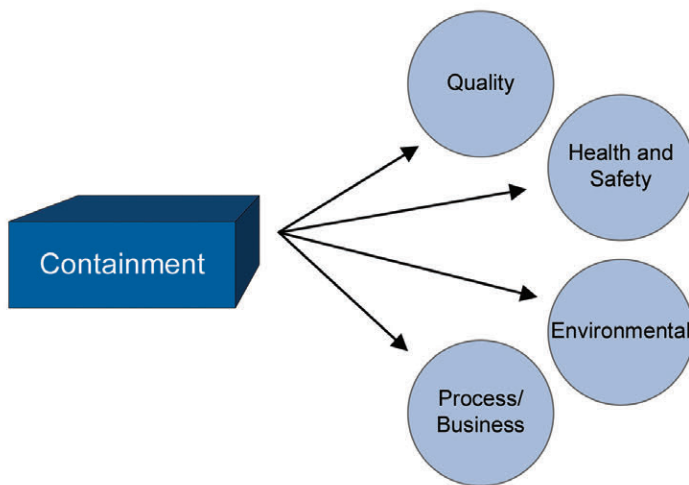 Quality
Health and
Safety
Containment
Environmental
Process/
Business